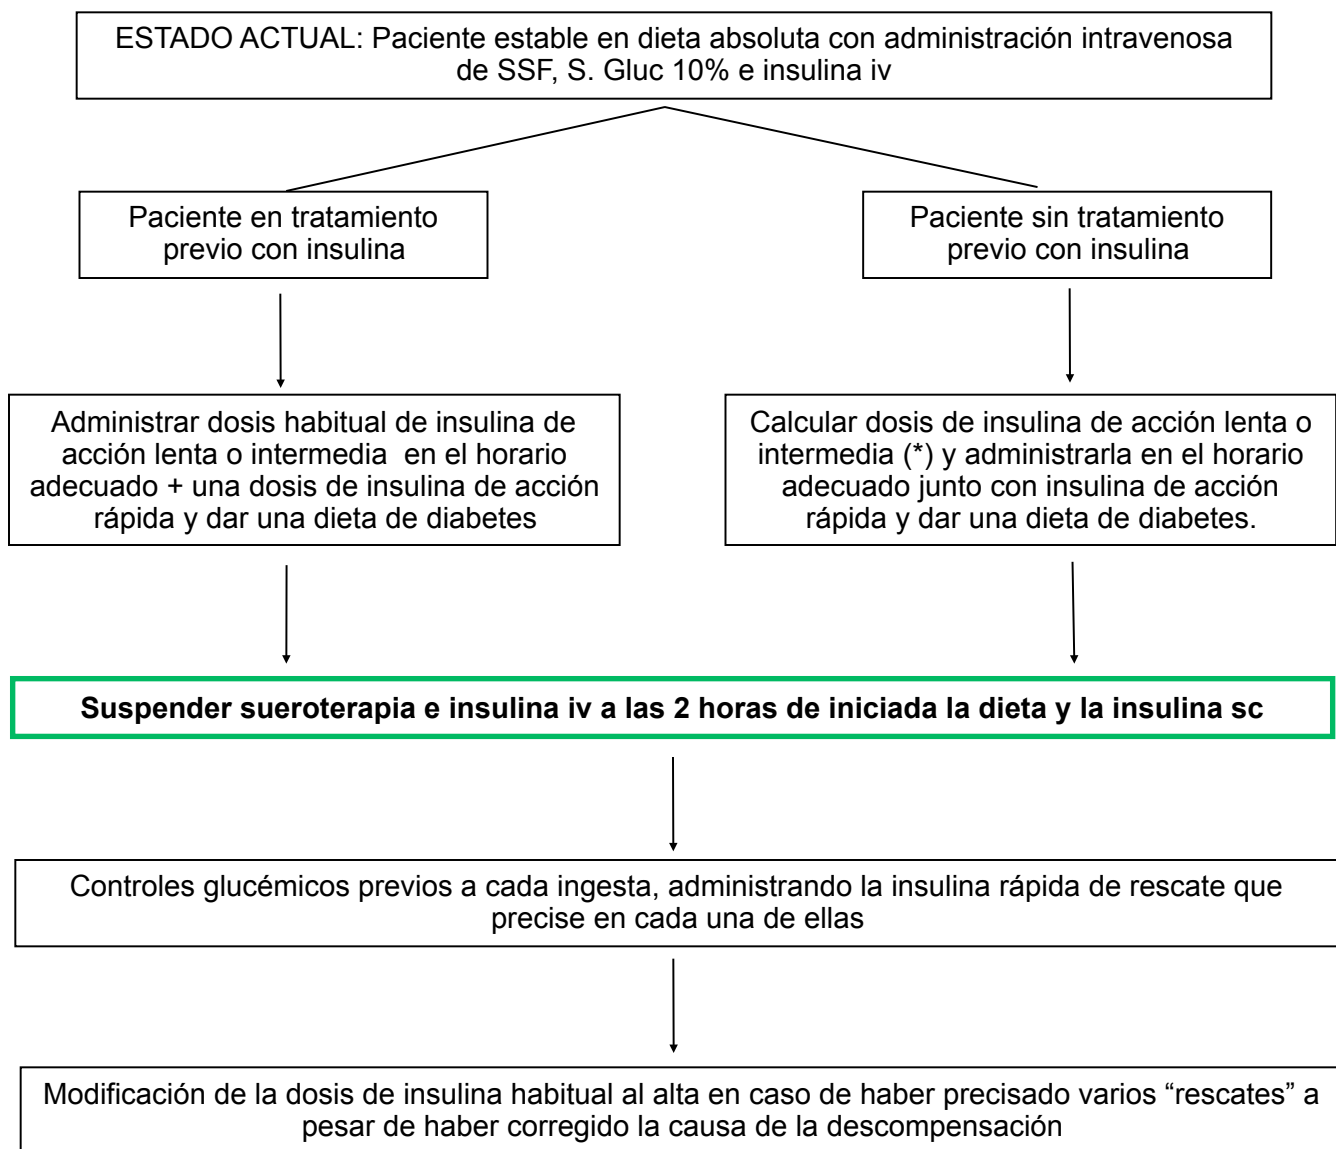 ESTADO ACTUAL: Paciente estable en dieta absoluta con administración intravenosa
de SSF, S. Gluc 10% e insulina iv
Paciente en tratamiento
previo con insulina
Paciente sin tratamiento
previo con insulina
Administrar dosis habitual de insulina de
acción lenta o intermedia en el horario
adecuado + una dosis de insulina de acción
rápida y dar una dieta de diabetes
Calcular dosis de insulina de acción lenta o
intermedia (*) y administrarla en el horario
adecuado junto con insulina de acción
rápida y dar una dieta de diabetes.
Suspender sueroterapia e insulina iv a las 2 horas de iniciada la dieta y la insulina sc
Controles glucémicos previos a cada ingesta, administrando la insulina rápida de rescate que
precise en cada una de ellas
Modificación de la dosis de insulina habitual al alta en caso de haber precisado varios “rescates” a
pesar de haber corregido la causa de la descompensación